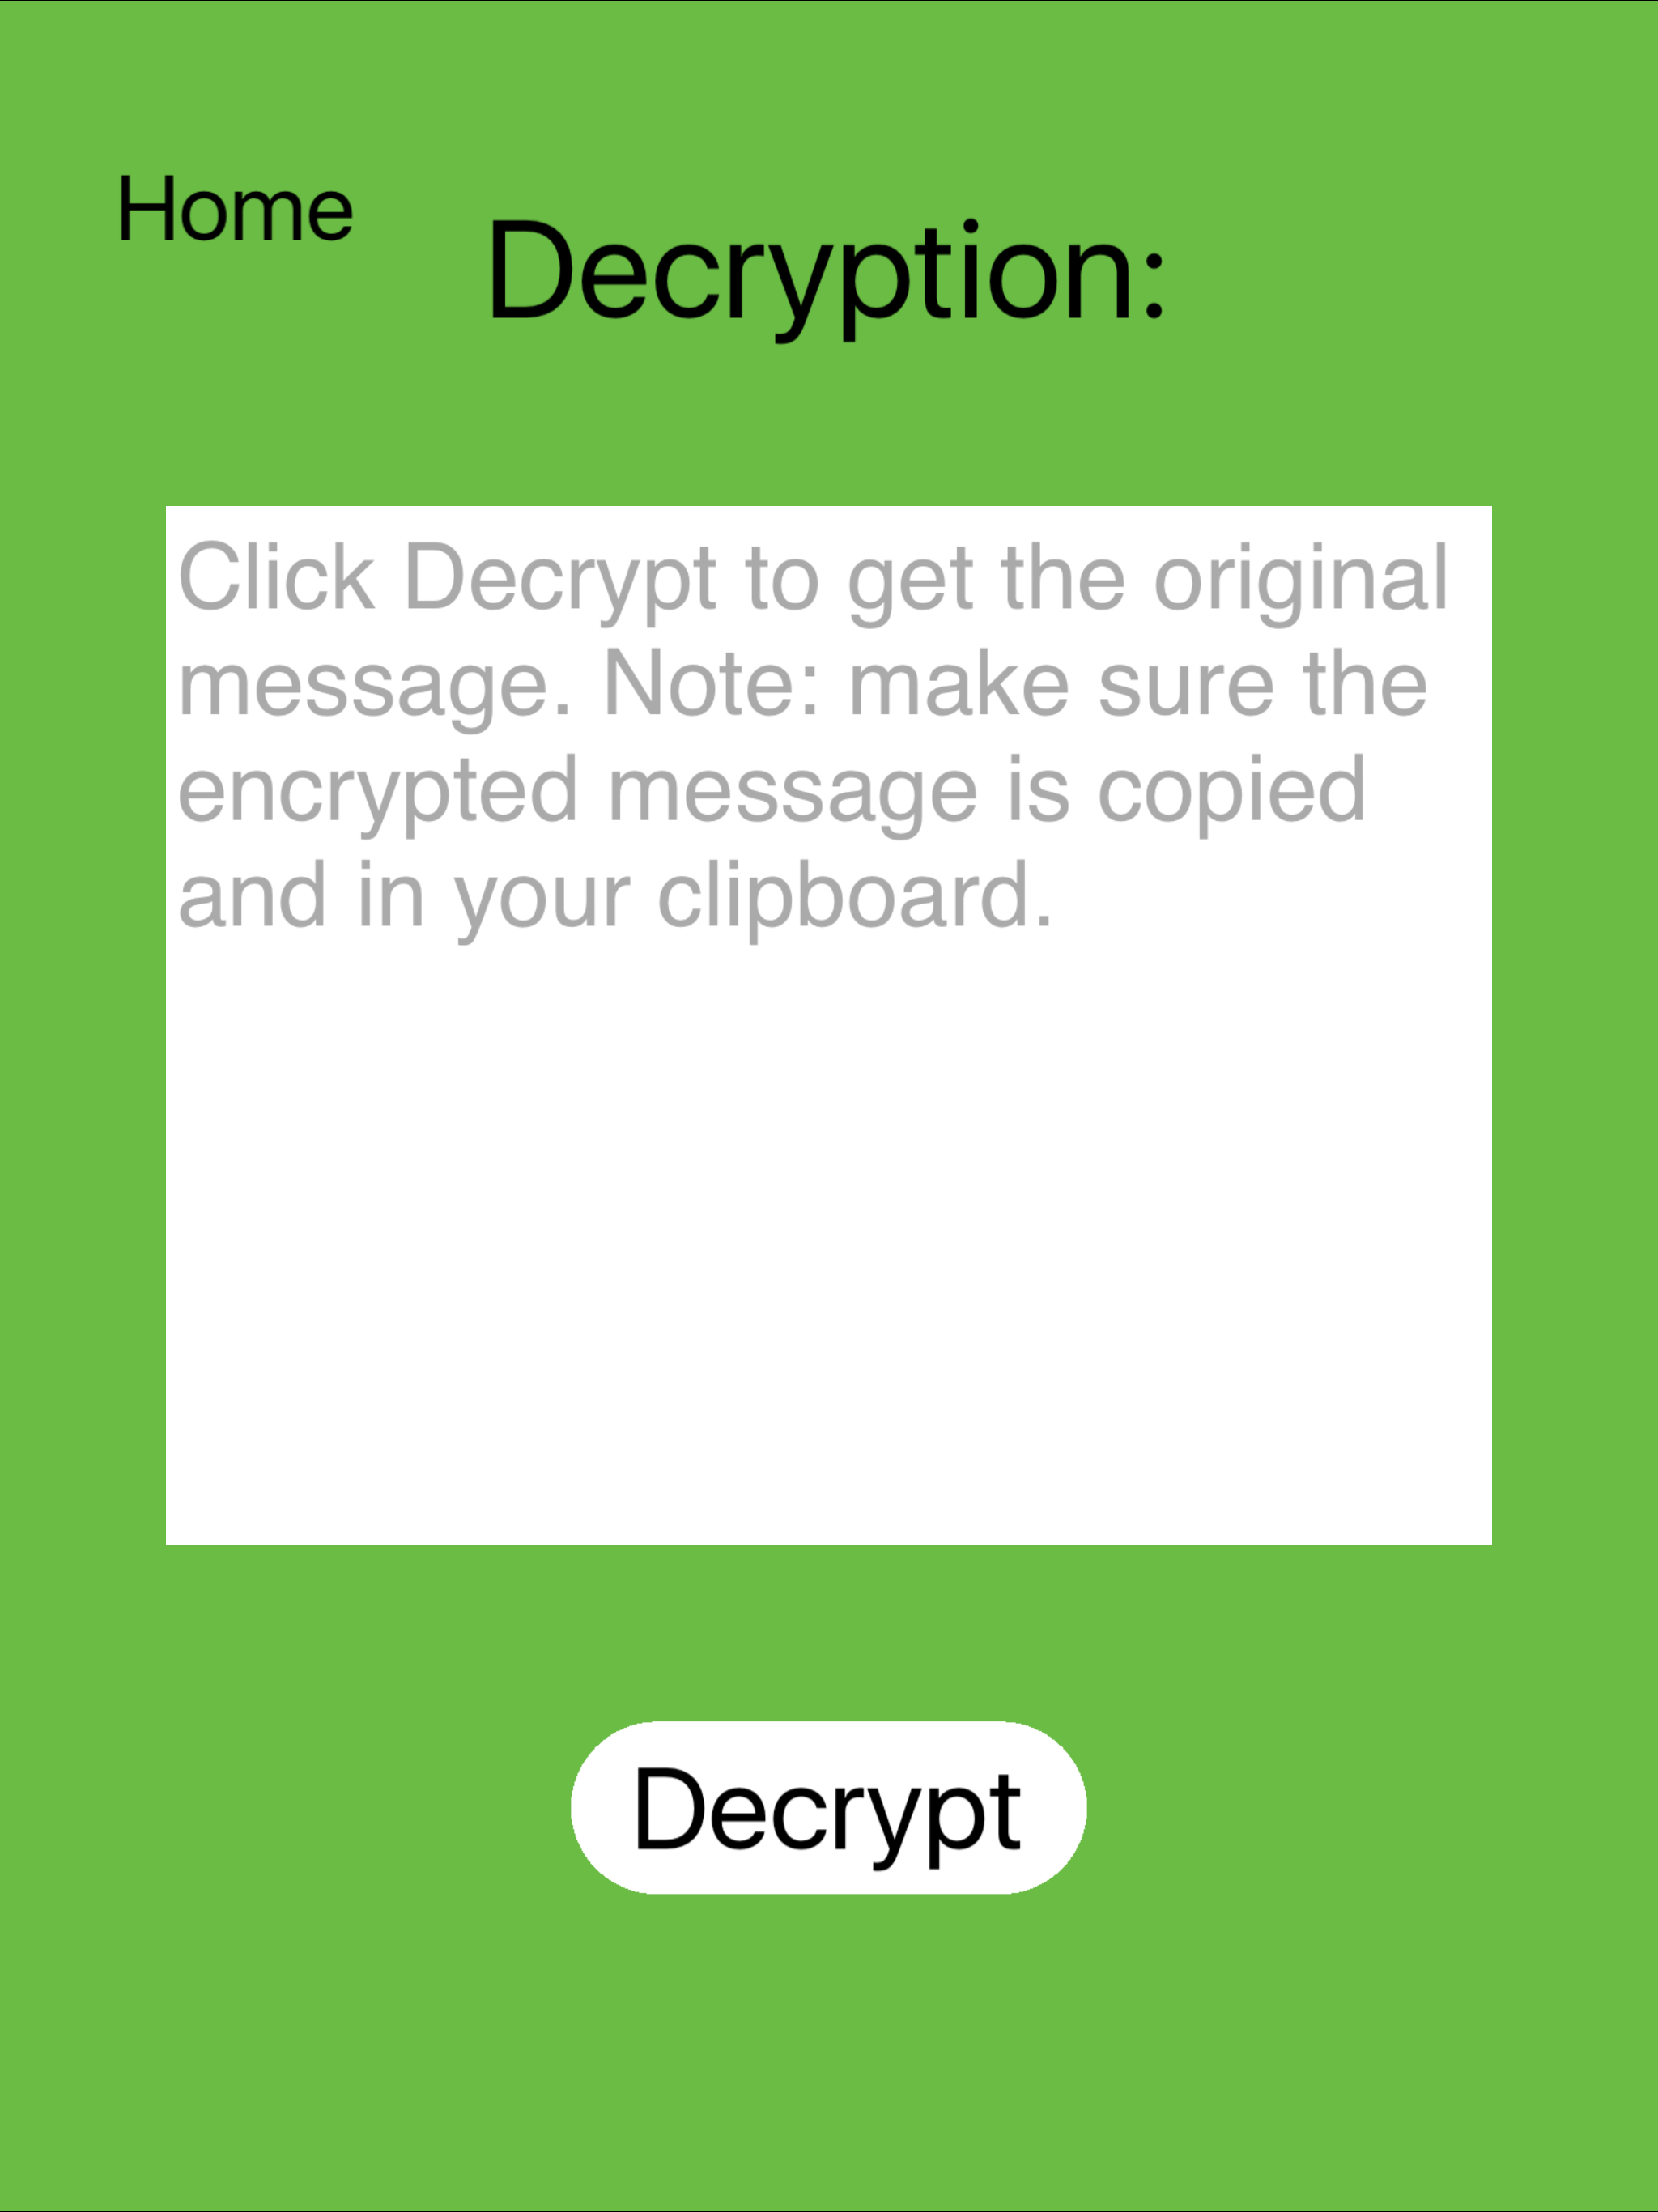 Home
Decryption:
Click Decrypt to get the original
message. Note: make sure the
encrypted message is copied
and in your clipboard.
Decrypt